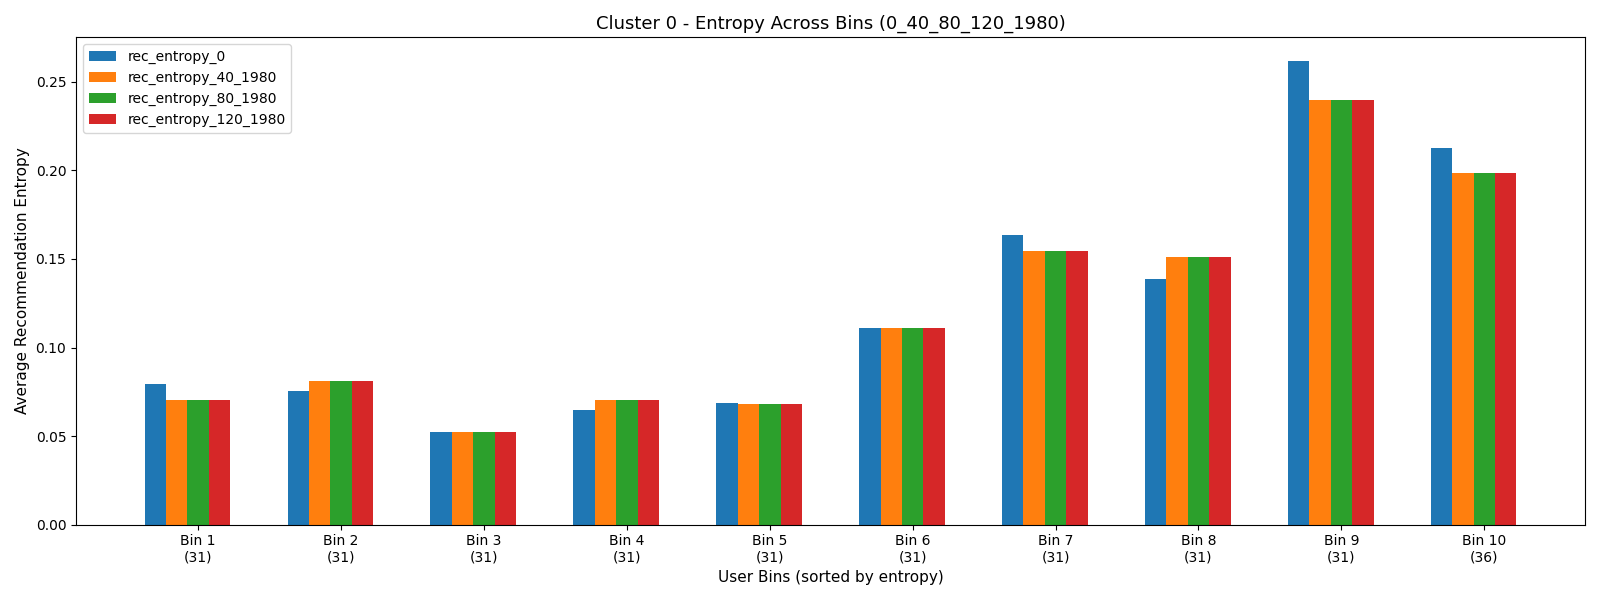 Cluster 0 - Entropy Across Bins (0_40_80_120_1980)
rec_entropy_0
rec_entropy_40_1980
rec_entropy_80_1980
rec_entropy_120_1980
Average Recommendation Entropy
0.25
0.20
0.15
0.10
0.05
0.00
Bin 1 Bin 2 Bin 3 Bin 4 Bin 5 Bin 6 Bin 7 Bin 8 Bin 9 Bin 10
(31) (31) (31) (31) (31) (31) (31) (31) (31) (36)
User Bins (sorted by entropy)